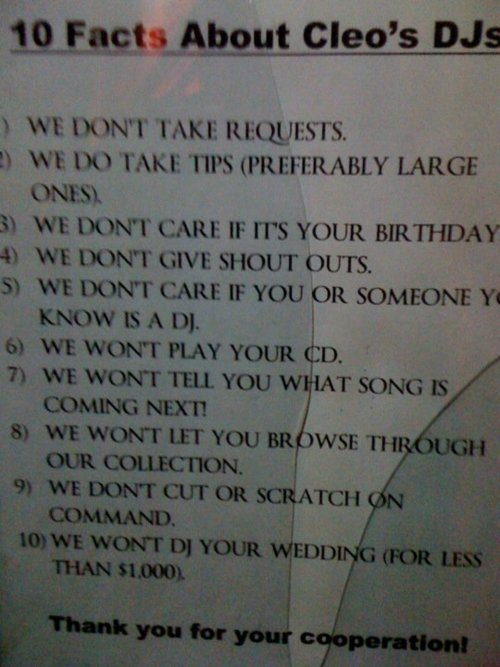 10 Facts About Cleo's DJs
) WE DON'T TAKE REQUESTS.
2) WE DO TAKE TIPS (PREFERABLY LARGE
ONES).
3) WE DON'T CARE IF IT'S YOUR BIRTHDAY
4) WE DON'T GIVE SHOUT OUTS.
5) WE DON'T CARE IF YOU OR SOMEONE YO
KNOW IS A DJ.
6) WE WON'T PLAY YOUR CD.
7) WE WON'T TELL YOU WHAT SONG IS
COMING NEXT!
8) WE WON'T LET YOU BROWSE THROUGH
OUR COLLECTION.
9) WE DON'T CUT OR SCRATCH ON
COMMAND.
10) WE WON'T DJ YOUR WEDDING (FOR LESS
THAN $1,000).
Thank you for your cooperation!